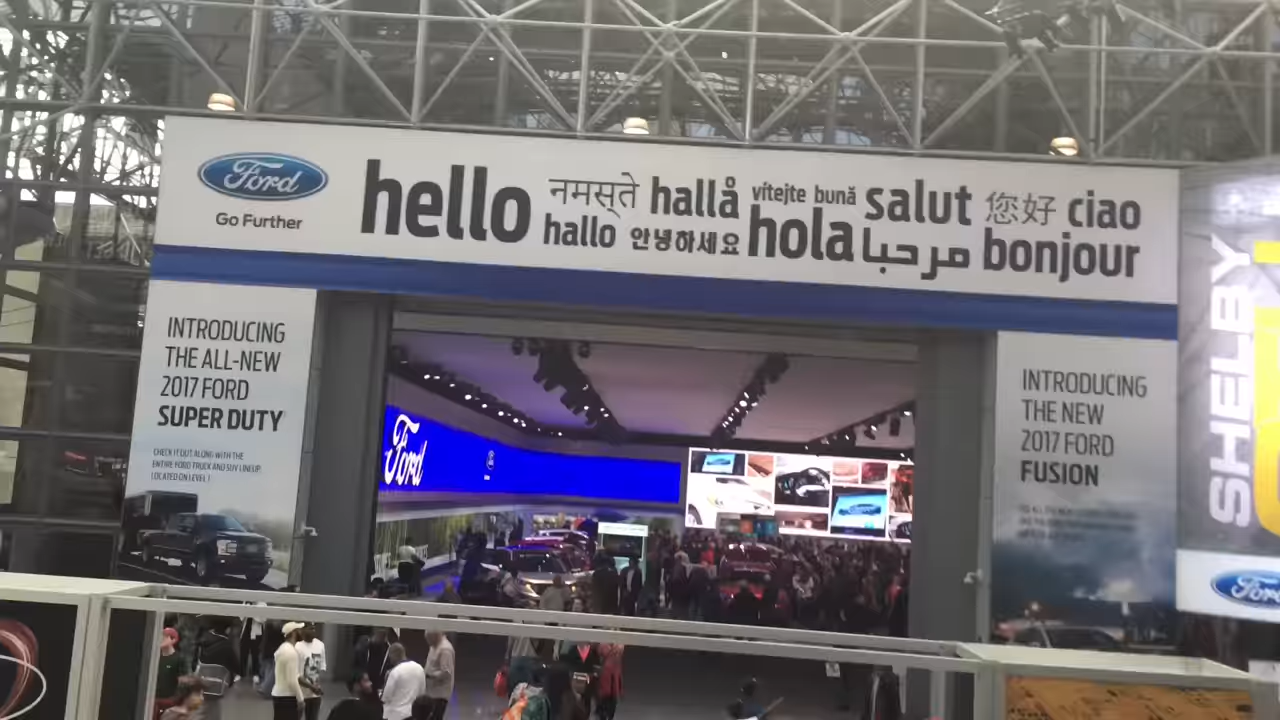 Ford
Go Further
hello नमस्ते hallå vítejte bună salut 您好 ciao
hallo 안녕하세요 hola مرحبا bonjour
INTRODUCING
THE ALL-NEW
2017 FORD
SUPER DUTY
CHECK IT OUT ALONG WITH THE
ENTIRE FORD TRUCK AND SUV LINEUP
LOCATED ON LEVEL 1
Ford
INTRODUCING
THE NEW
2017 FORD
FUSION
SHELBY
Ford